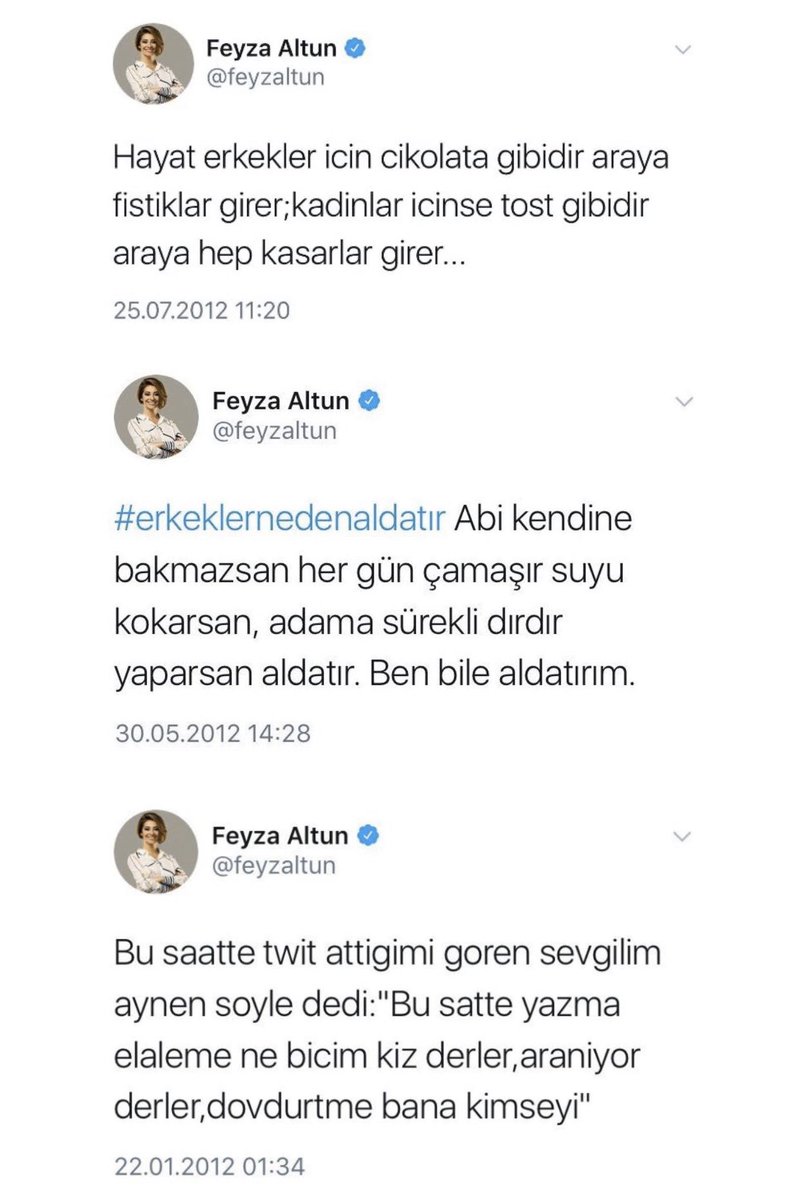 Feyza Altun
@feyzaltun
Hayat erkekler icin cikolata gibidir araya
fistiklar girer;kadinlar icinse tost gibidir
araya hep kasarlar girer...
25.07.2012 11:20
Feyza Altun
@feyzaltun
#erkeklernedenaldatır Abi kendine
bakmazsan her gün çamaşır suyu
kokarsan, adama sürekli dırdır
yaparsan aldatır. Ben bile aldatırım.
30.05.2012 14:28
Feyza Altun
@feyzaltun
Bu saatte twit attigimi goren sevgilim
aynen soyle dedi:"Bu satte yazma
elaleme ne bicim kiz derler,araniyor
derler,dovdurtme bana kimseyi"
22.01.2012 01:34